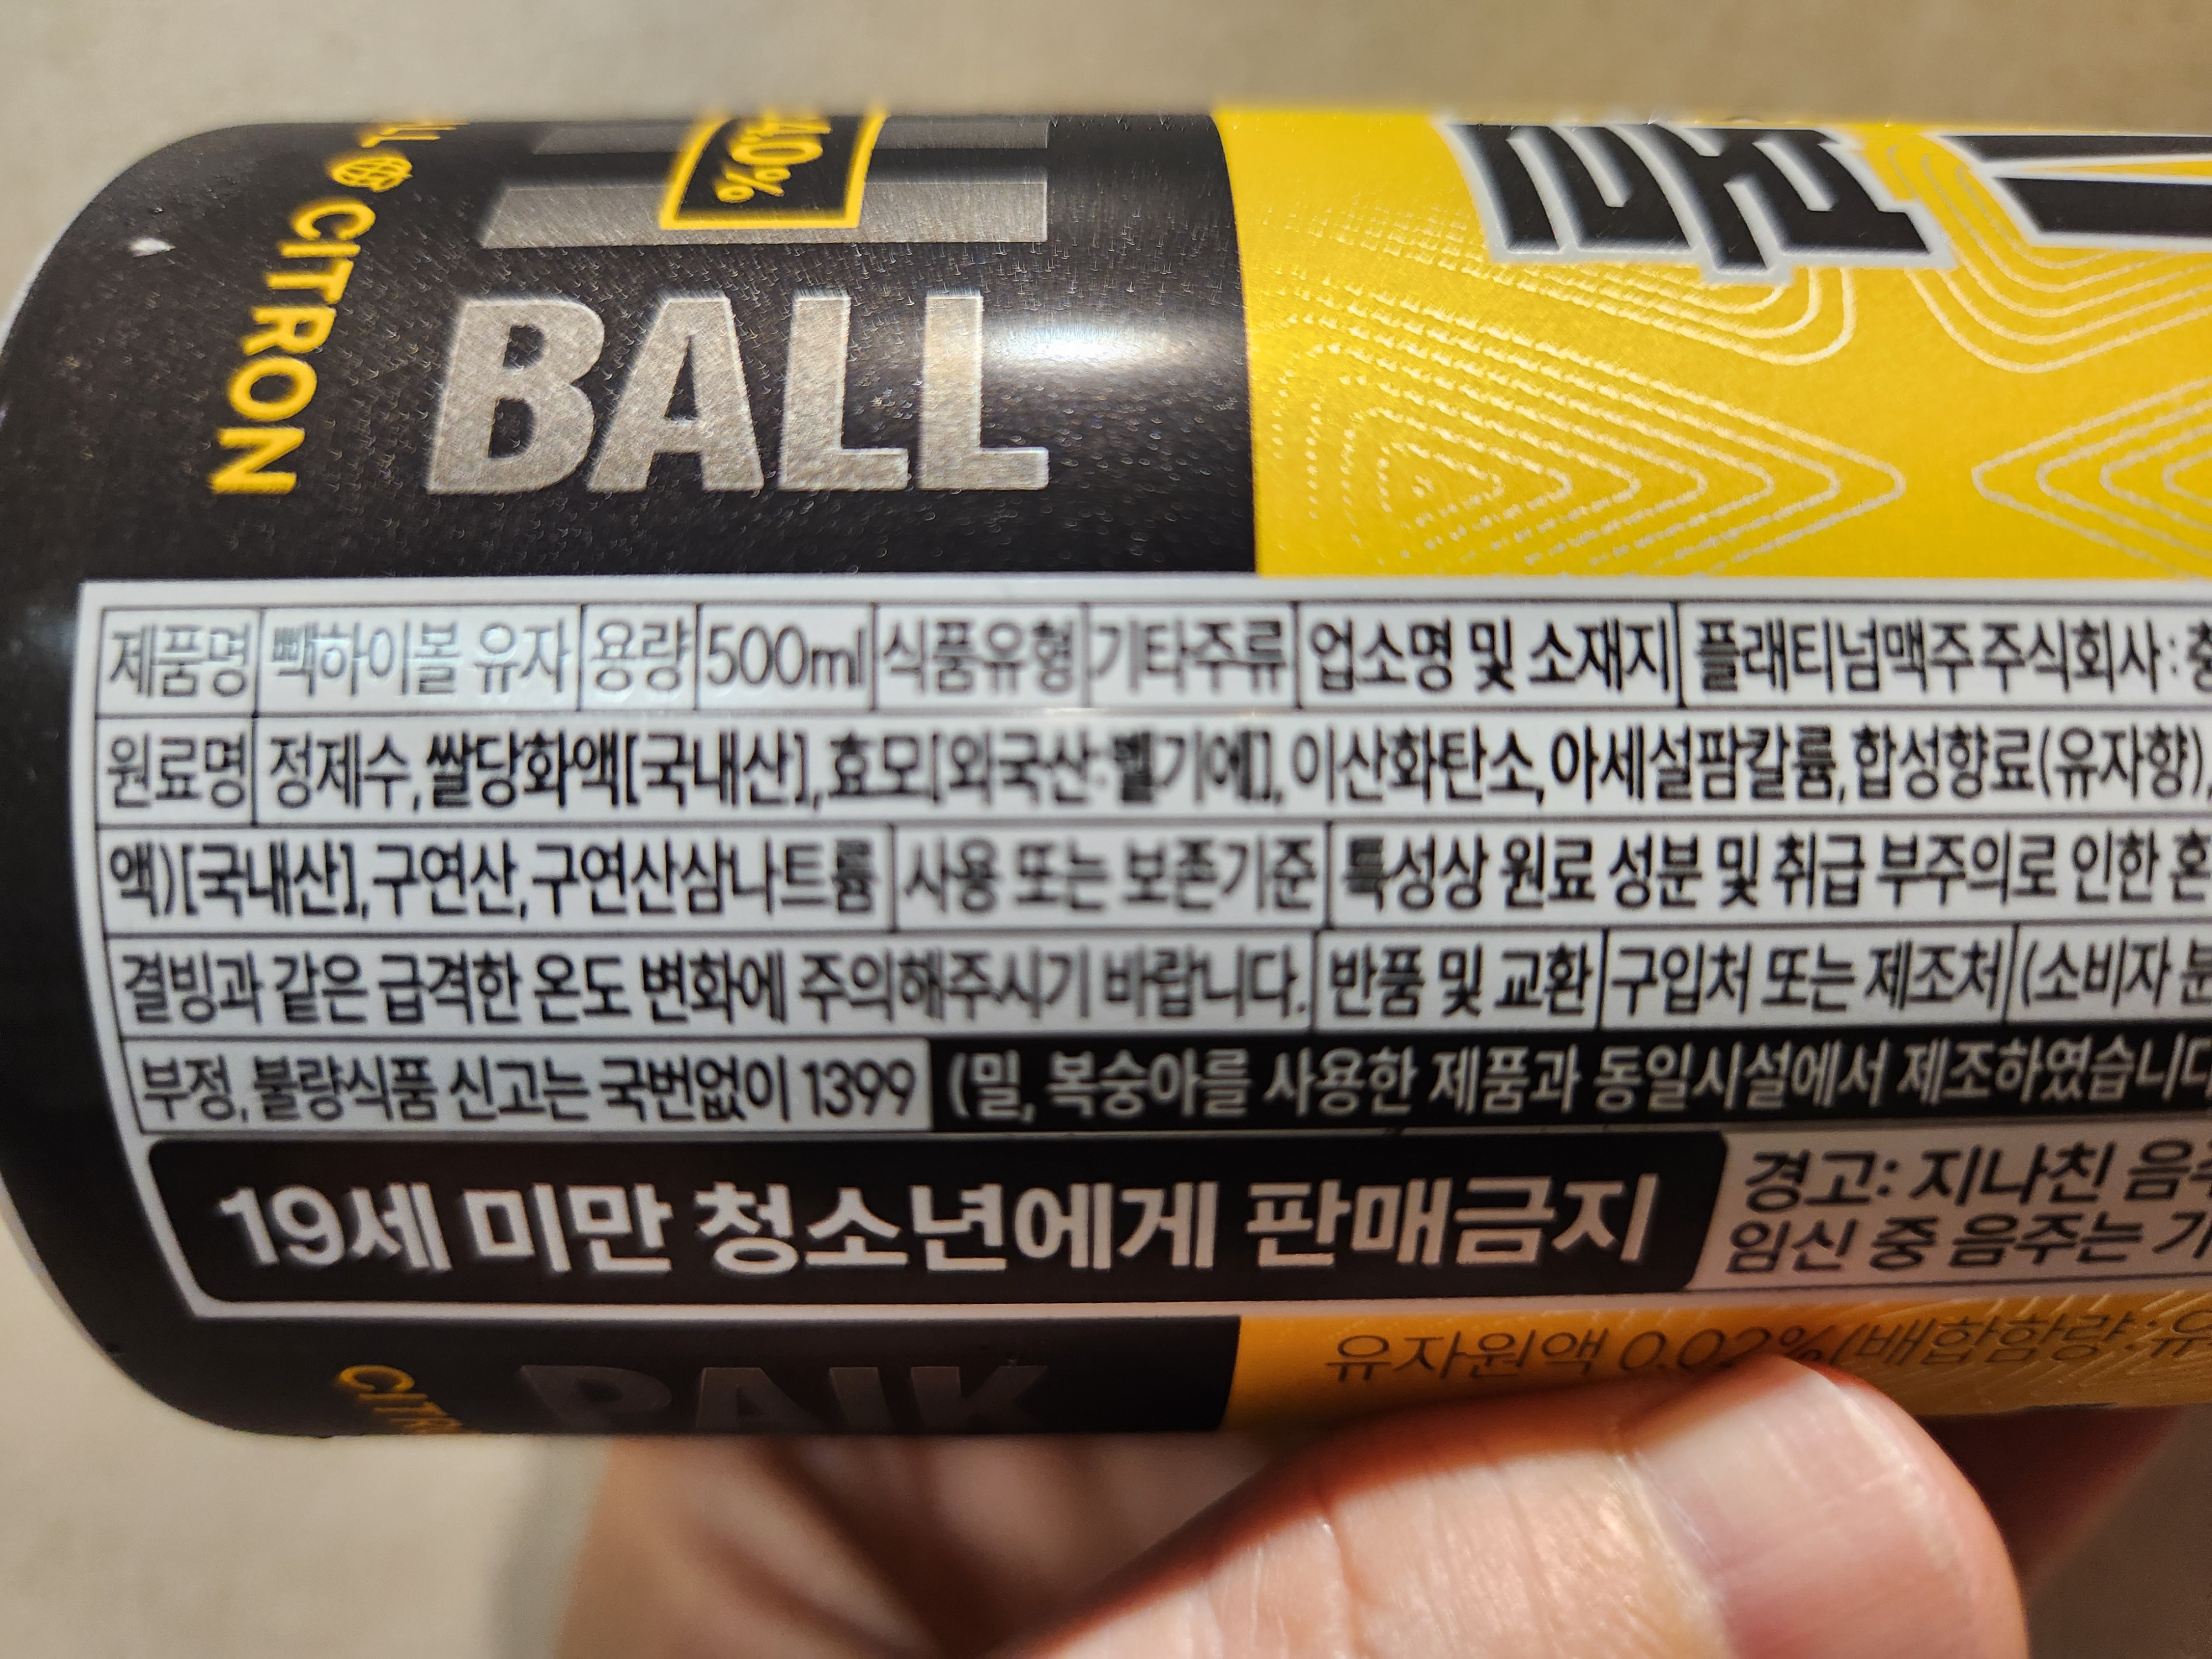 CITRON
BALL
제품명 빽하이볼 유자 용량 500ml 식품유형 기타주류 업소명 및 소재지 플래티넘맥주주식회사:충
원료명 정제수,쌀당화액[국내산],효모[외국산:벨기에],이산화탄소,아세설팜칼륨,합성향료(유자향),
액)[국내산],구연산,구연산삼나트륨 사용 또는 보존기준 특성상 원료 성분 및 취급 부주의로 인한 혼
결빙과 같은 급격한 온도 변화에 주의해주시기 바랍니다. 반품 및 교환 구입처 또는 제조처 (소비자 분
부정, 불량식품 신고는 국번없이 1399 (밀, 복숭아를 사용한 제품과 동일시설에서 제조하였습니다
19세 미만 청소년에게 판매금지
경고: 지나친 음주
임신 중 음주는 기
유자원액 0.02% (배합함량:유
PAIK